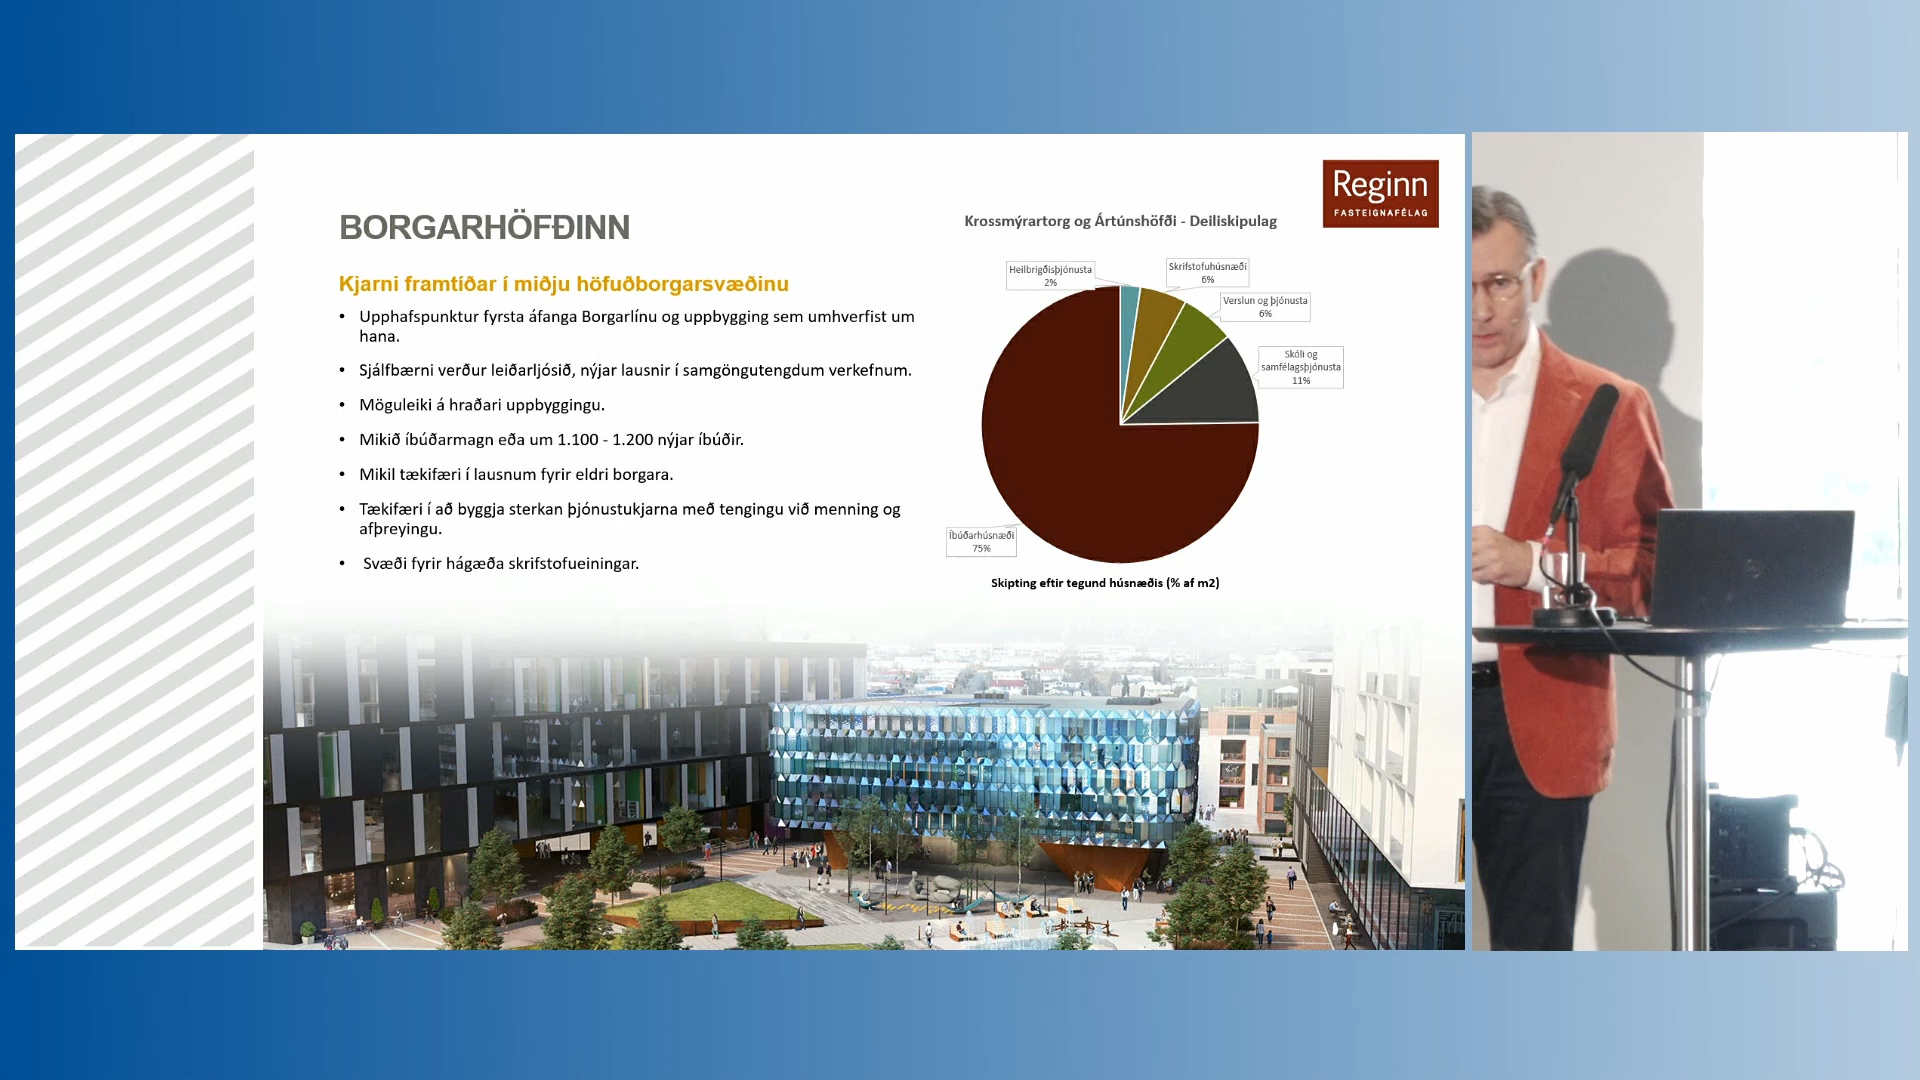 Reginn
FASTEIGNAFÉLAG
BORGARHÖFÐINN
Kjarni framtíðar í miðju höfuðborgarsvæðinu
• Upphafspunktur fyrsta áfanga Borgarlínu og uppbygging sem umhverfist um
hana.
• Sjálfbærni verður leiðarljósið, nýjar lausnir í samgöngutengdum verkefnum.
• Möguleiki á hraðari uppbyggingu.
• Mikið íbúðarmagn eða um 1.100 - 1.200 nýjar íbúðir.
• Mikil tækifæri í lausnum fyrir eldri borgara.
• Tækifæri í að byggja sterkan þjónustukjarna með tengingu við menning og
afþreyingu.
• Svæði fyrir hágæða skrifstofueiningar.
Krossmýrartorg og Ártúnshöfði - Deiliskipulag
Heilbrigðisþjónusta
2%
Skrifstofuhúsnæði
6%
Verslun og þjónusta
6%
Skóli og
samfélagsþjónusta
11%
Íbúðarhúsnæði
75%
Skipting eftir tegund húsnæðis (% af m2)